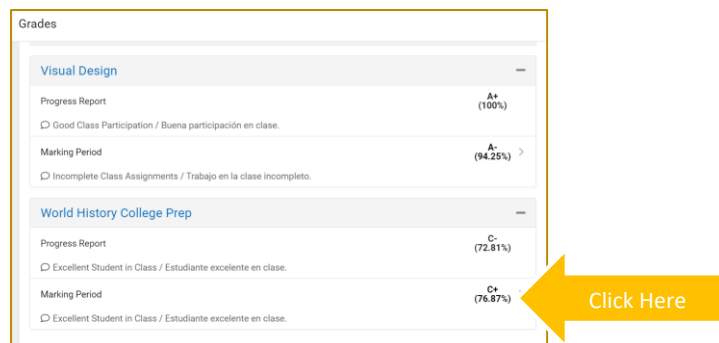 Grades
Visual Design
Progress Report
A+
(100%)
Good Class Participation / Buena participación en clase.
Marking Period
A-
(94.25%)
Incomplete Class Assignments / Trabajo en la clase incompleto.
World History College Prep
Progress Report
C-
(72.81%)
Excellent Student in Class / Estudiante excelente en clase.
Marking Period
C+
(76.87%)
Click Here
Excellent Student in Class / Estudiante excelente en clase.